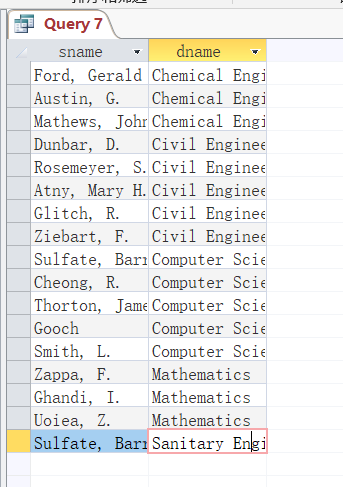 Query 7
sname dname
Ford, Gerald Chemical Engi
Austin, G. Chemical Engi
Mathews, John Chemical Engi
Dunbar, D. Civil Enginee
Rosemeyer, S. Civil Enginee
Atny, Mary H. Civil Enginee
Glitch, R. Civil Enginee
Ziebart, F. Civil Enginee
Sulfate, Barr Computer Scie
Cheong, R. Computer Scie
Thorton, Jame Computer Scie
Gooch Computer Scie
Smith, L. Computer Scie
Zappa, F. Mathematics
Ghandi, I. Mathematics
Uoiea, Z. Mathematics
Sulfate, Barr Sanitary Engi